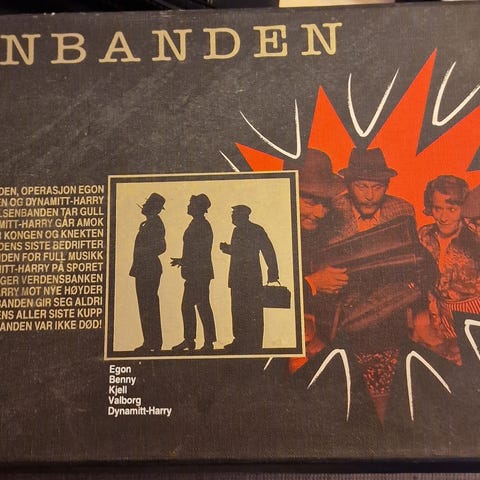 NBANDEN
DEN, OPERASJON EGON
EN OG DYNAMITT-HARRY
LSENBANDEN TAR GULL
MITT-HARRY GÅR AMOK
R KONGEN OG KNEKTEN
DENS SISTE BEDRIFTER
NDEN FOR FULL MUSIKK
MITT-HARRY PÅ SPORET
GER VERDENSBANKEN
ARRY MOT NYE HØYDER
BANDEN GIR SEG ALDRI
ENS ALLER SISTE KUPP
BANDEN VAR IKKE DØD!
Egon
Benny
Kjell
Valborg
Dynamitt-Harry